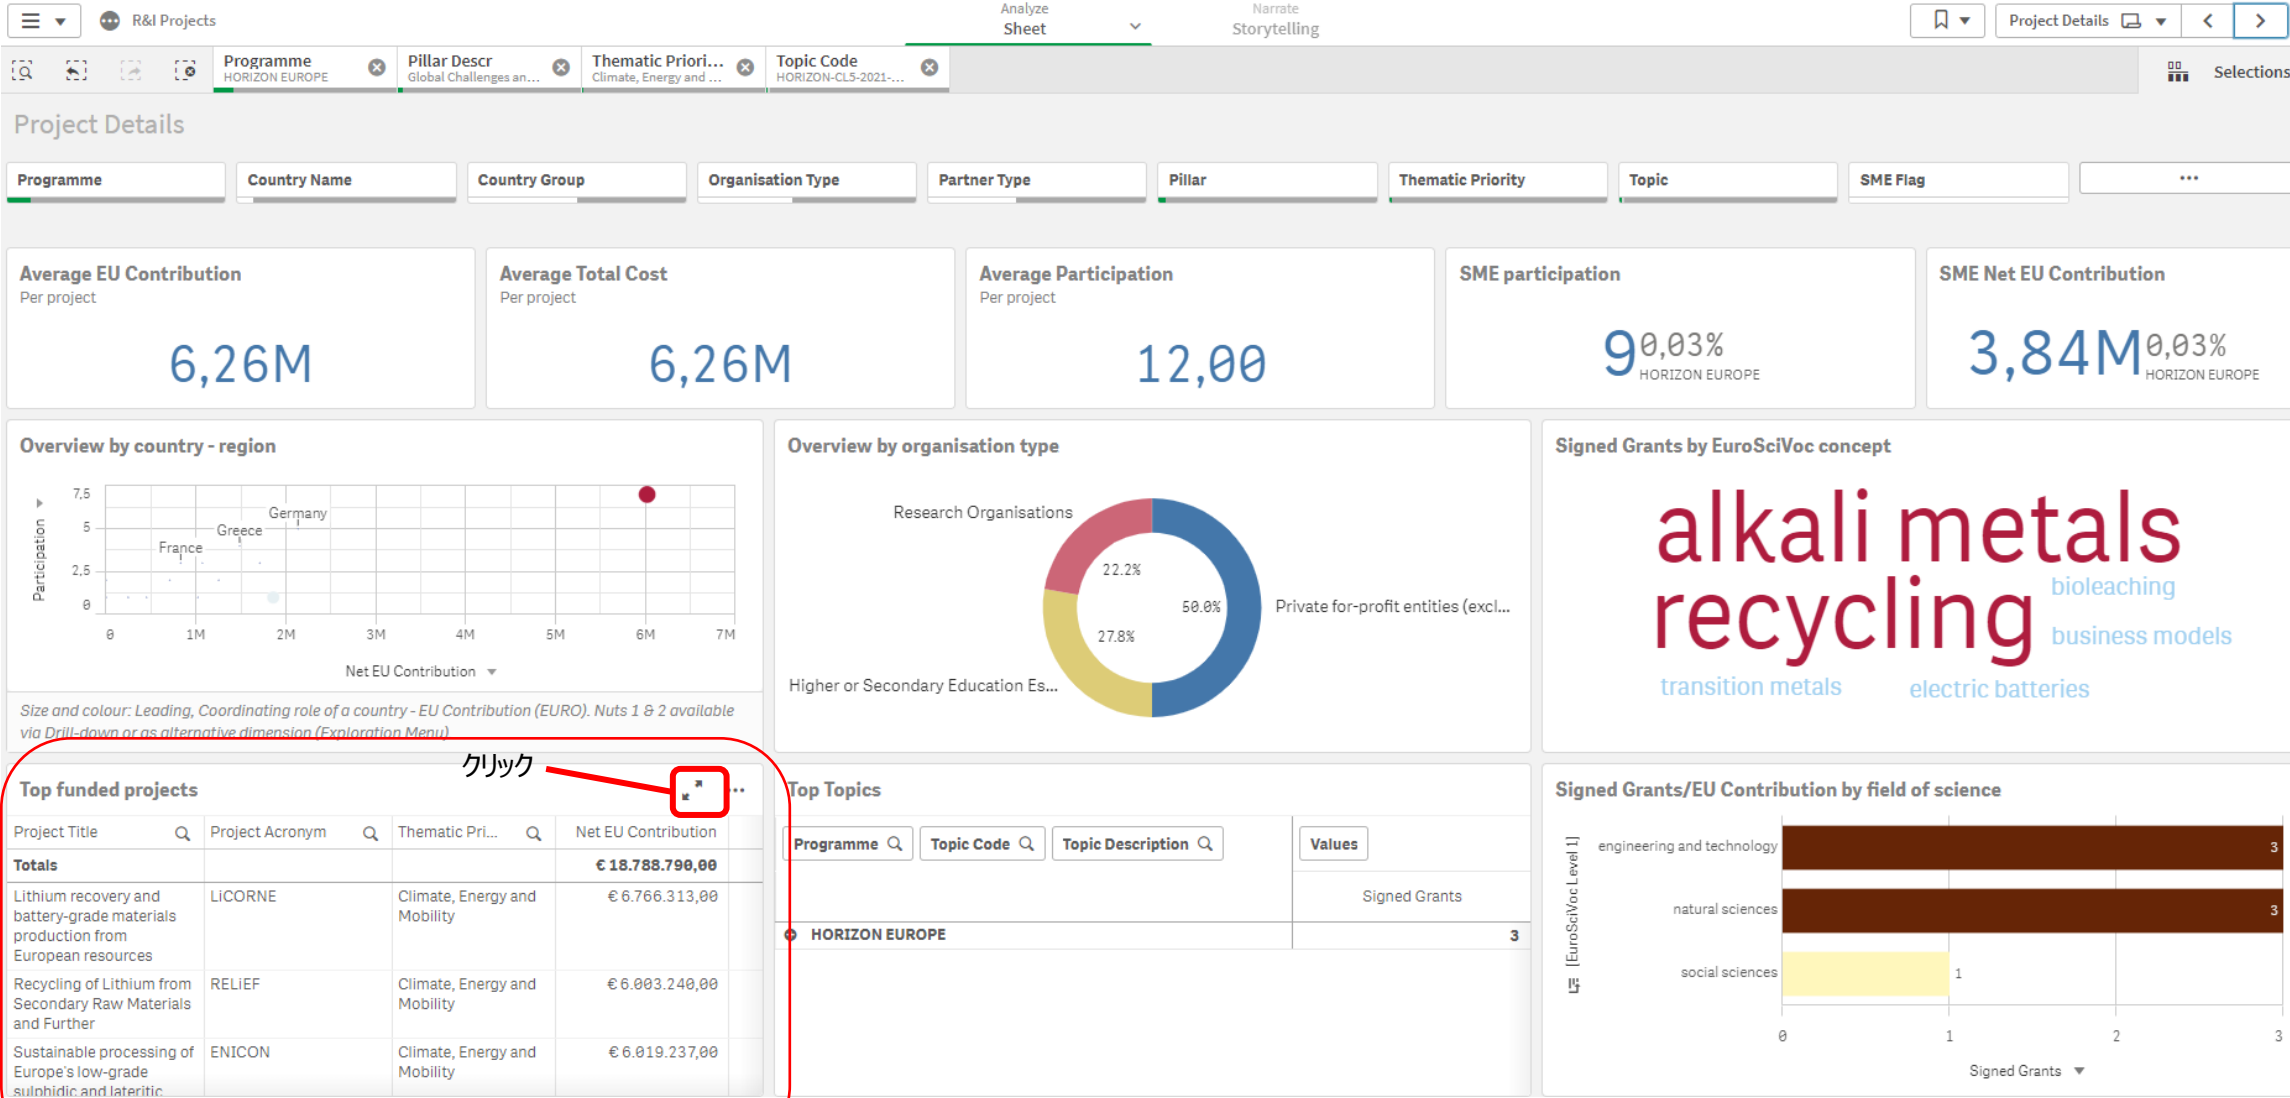 R&I Projects
Analyze
Sheet
Narrate
Storytelling
Project Details
Programme
HORIZON EUROPE
Pillar Descr
Global Challenges an...
Thematic Priori...
Climate, Energy and ...
Topic Code
HORIZON-CL5-2021-...
Selections
Project Details
Programme
Country Name
Country Group
Organisation Type
Partner Type
Pillar
Thematic Priority
Topic
SME Flag
...
Average EU Contribution
Per project
6,26M
Average Total Cost
Per project
6,26M
Average Participation
Per project
12,00
SME participation
9 0,03%
HORIZON EUROPE
SME Net EU Contribution
3,84M 0,03%
HORIZON EUROPE
Overview by country - region
Participation
7,5
5
2,5
0
Germany
Greece
France
0 1M 2M 3M 4M 5M 6M 7M
Net EU Contribution
Size and colour: Leading, Coordinating role of a country - EU Contribution (EURO). Nuts 1 & 2 available
via Drill-down or as alternative dimension (Exploration Menu)
Overview by organisation type
Research Organisations
22.2%
50.0%
Private for-profit entities (excl...
27.8%
Higher or Secondary Education Es...
Signed Grants by EuroSciVoc concept
alkali metals
recycling
bioleaching
business models
transition metals
electric batteries
クリック
Top funded projects
...
Project Title Project Acronym Thematic Pri... Net EU Contribution
Totals € 18.788.790,00
Lithium recovery and LiCORNE Climate, Energy and € 6.766.313,00
battery-grade materials Mobility
production from
European resources
Recycling of Lithium from RELiEF Climate, Energy and € 6.003.240,00
Secondary Raw Materials Mobility
and Further
Sustainable processing of ENICON Climate, Energy and € 6.019.237,00
Europe's low-grade Mobility
sulphidic and lateritic
Top Topics
Programme Topic Code Topic Description Values
Signed Grants
HORIZON EUROPE 3
Signed Grants/EU Contribution by field of science
[EuroSciVoc Level 1]
engineering and technology 3
natural sciences 3
social sciences 1
0 1 2 3
Signed Grants